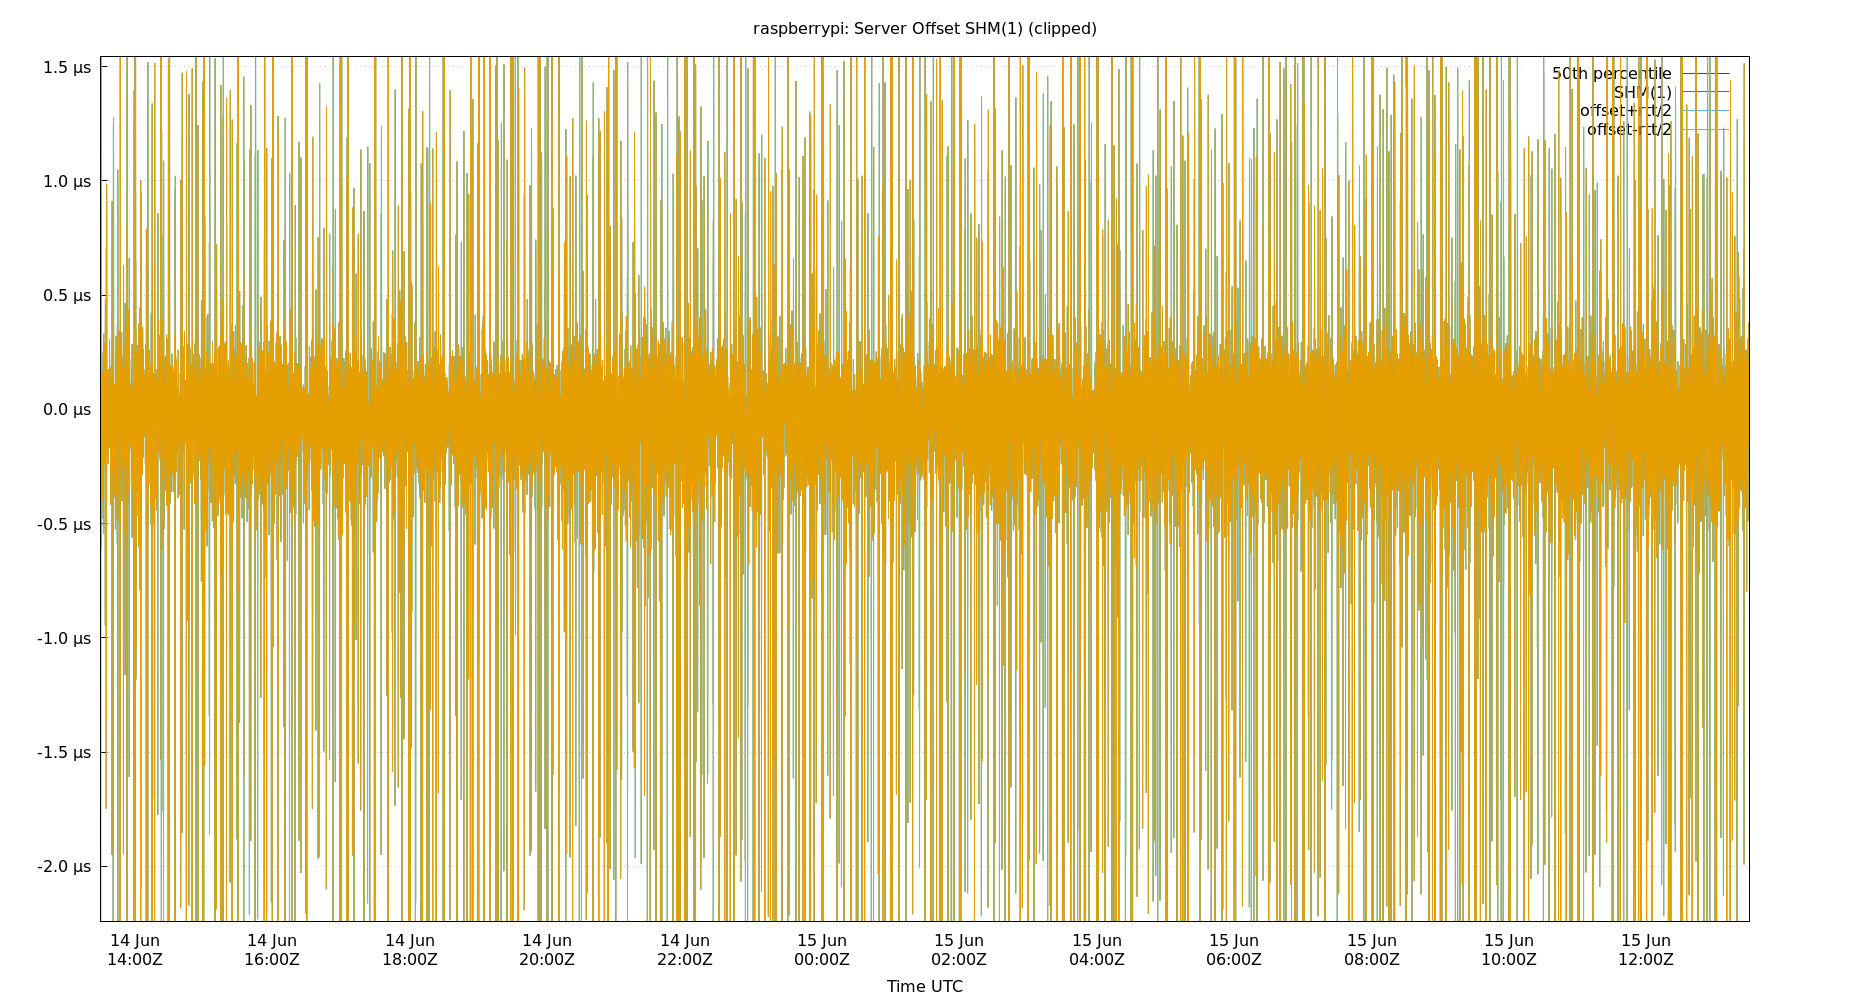 raspberrypi: Server Offset SHM(1) (clipped)
1.5 µs
1.0 µs
0.5 µs
0.0 µs
-0.5 µs
-1.0 µs
-1.5 µs
-2.0 µs
50th percentile
SHM(1)
offset+rtt/2
offset-rtt/2
14 Jun 14 Jun 14 Jun 14 Jun 14 Jun 15 Jun 15 Jun 15 Jun 15 Jun 15 Jun 15 Jun 15 Jun
14:00Z 16:00Z 18:00Z 20:00Z 22:00Z 00:00Z 02:00Z 04:00Z 06:00Z 08:00Z 10:00Z 12:00Z
Time UTC